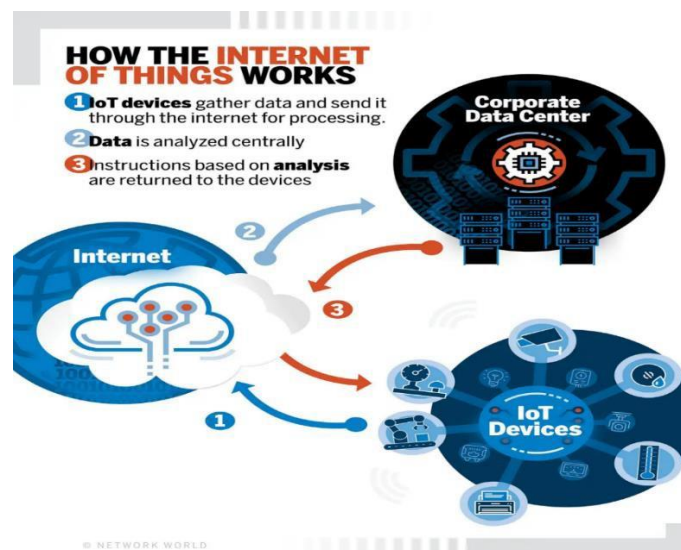 HOW THE INTERNET
OF THINGS WORKS
1 IoT devices gather data and send it
through the internet for processing.
2 Data is analyzed centrally
3 Instructions based on analysis
are returned to the devices
Corporate
Data Center
Internet
2
3
1
IoT
Devices
© NETWORK WORLD